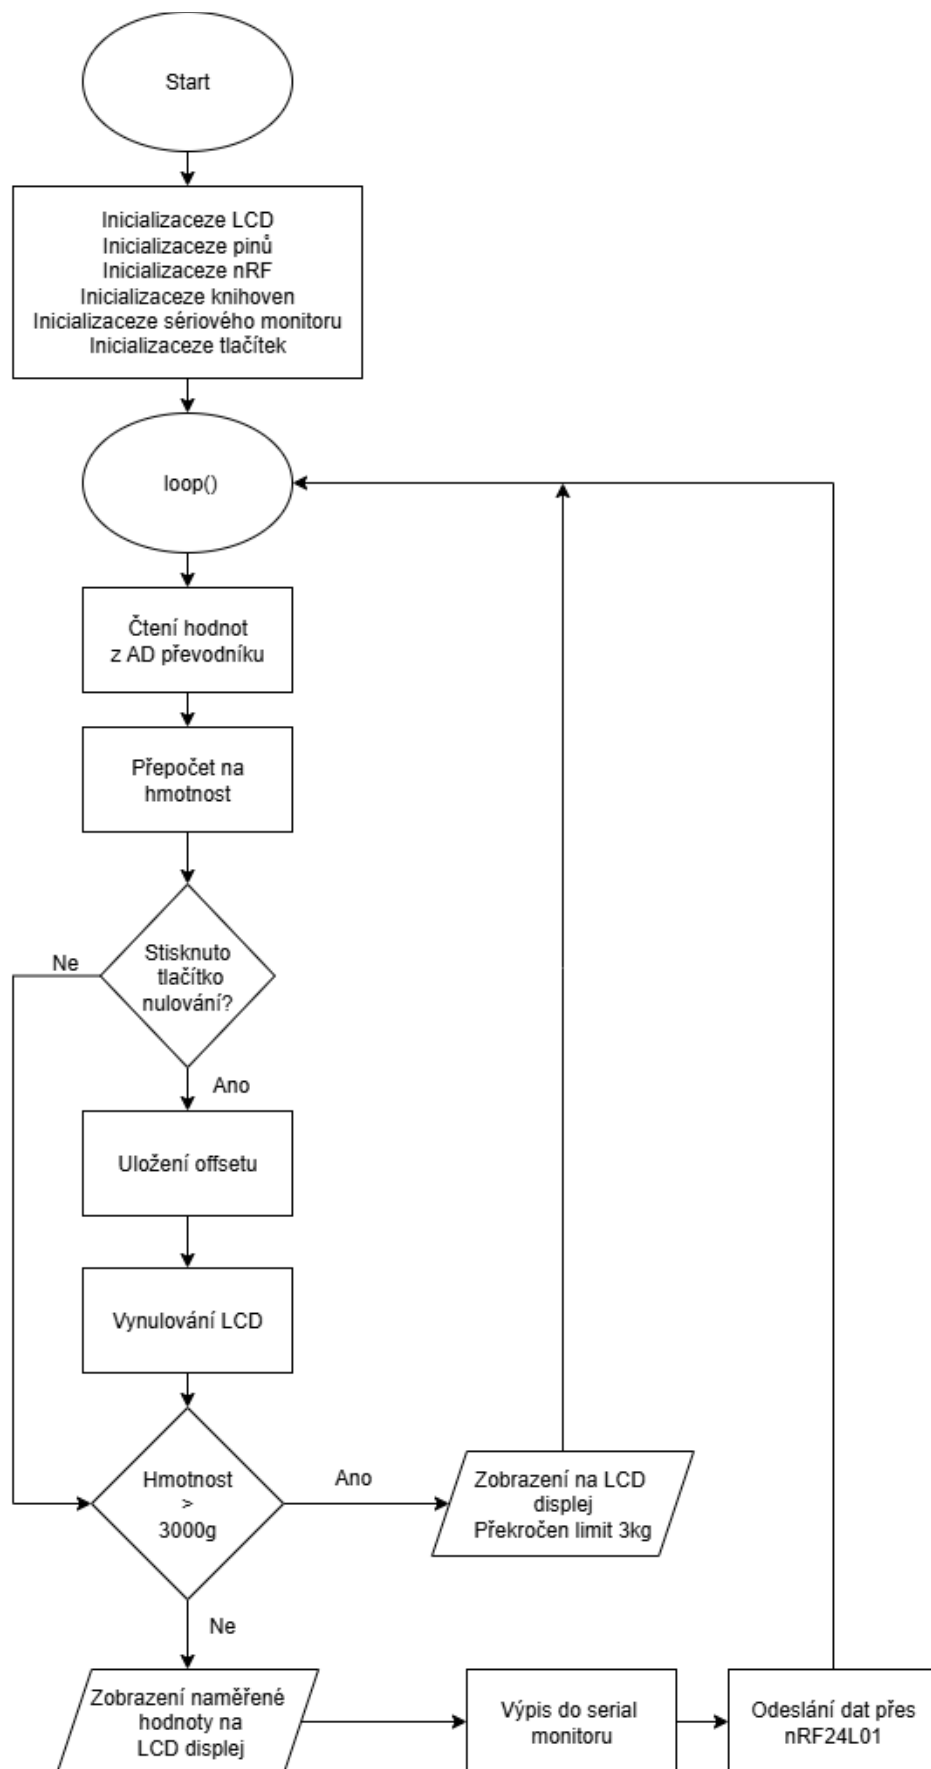 Start
Inicializaceze LCD
Inicializaceze pinů
Inicializaceze nRF
Inicializaceze knihoven
Inicializaceze sériového monitoru
Inicializaceze tlačítek
loop()
Čtení hodnot
z AD převodníku
Přepočet na
hmotnost
Stisknuto
tlačítko
nulování?
Ne
Ano
Uložení offsetu
Vynulování LCD
Hmotnost
>
3000g
Ano
Zobrazení na LCD
displej
Překročen limit 3kg
Ne
Zobrazení naměřené
hodnoty na
LCD displej
Výpis do serial
monitoru
Odeslání dat přes
nRF24L01